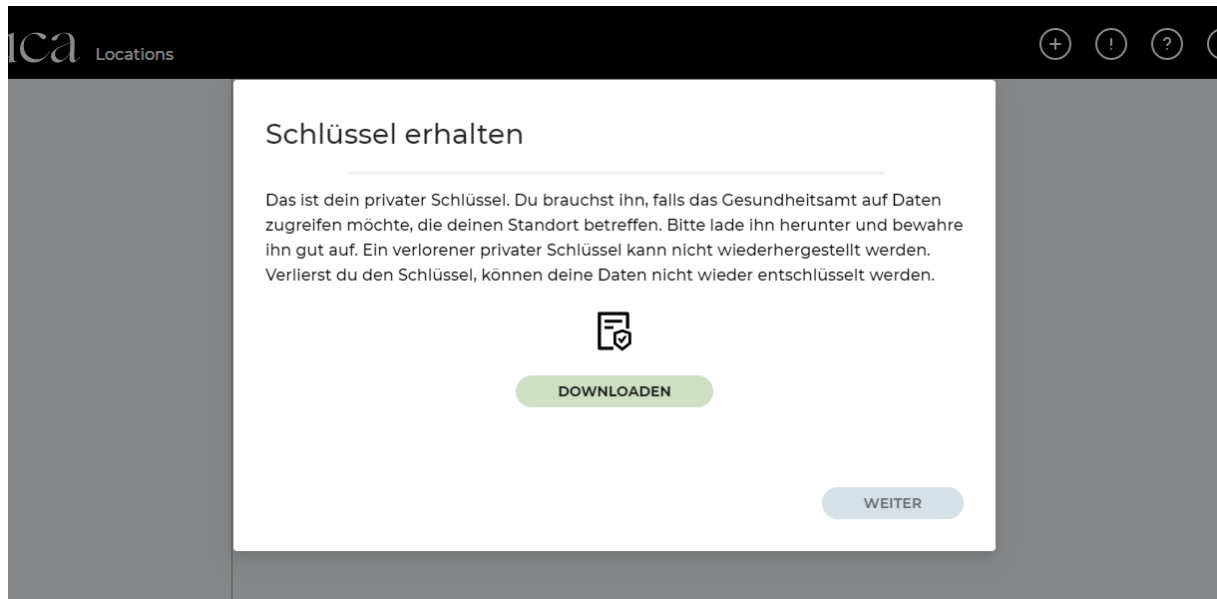 Locations
Schlüssel erhalten
Das ist dein privater Schlüssel. Du brauchst ihn, falls das Gesundheitsamt auf Daten
zugreifen möchte, die deinen Standort betreffen. Bitte lade ihn herunter und bewahre
ihn gut auf. Ein verlorener privater Schlüssel kann nicht wiederhergestellt werden.
Verlierst du den Schlüssel, können deine Daten nicht wieder entschlüsselt werden.
DOWNLOADEN
WEITER